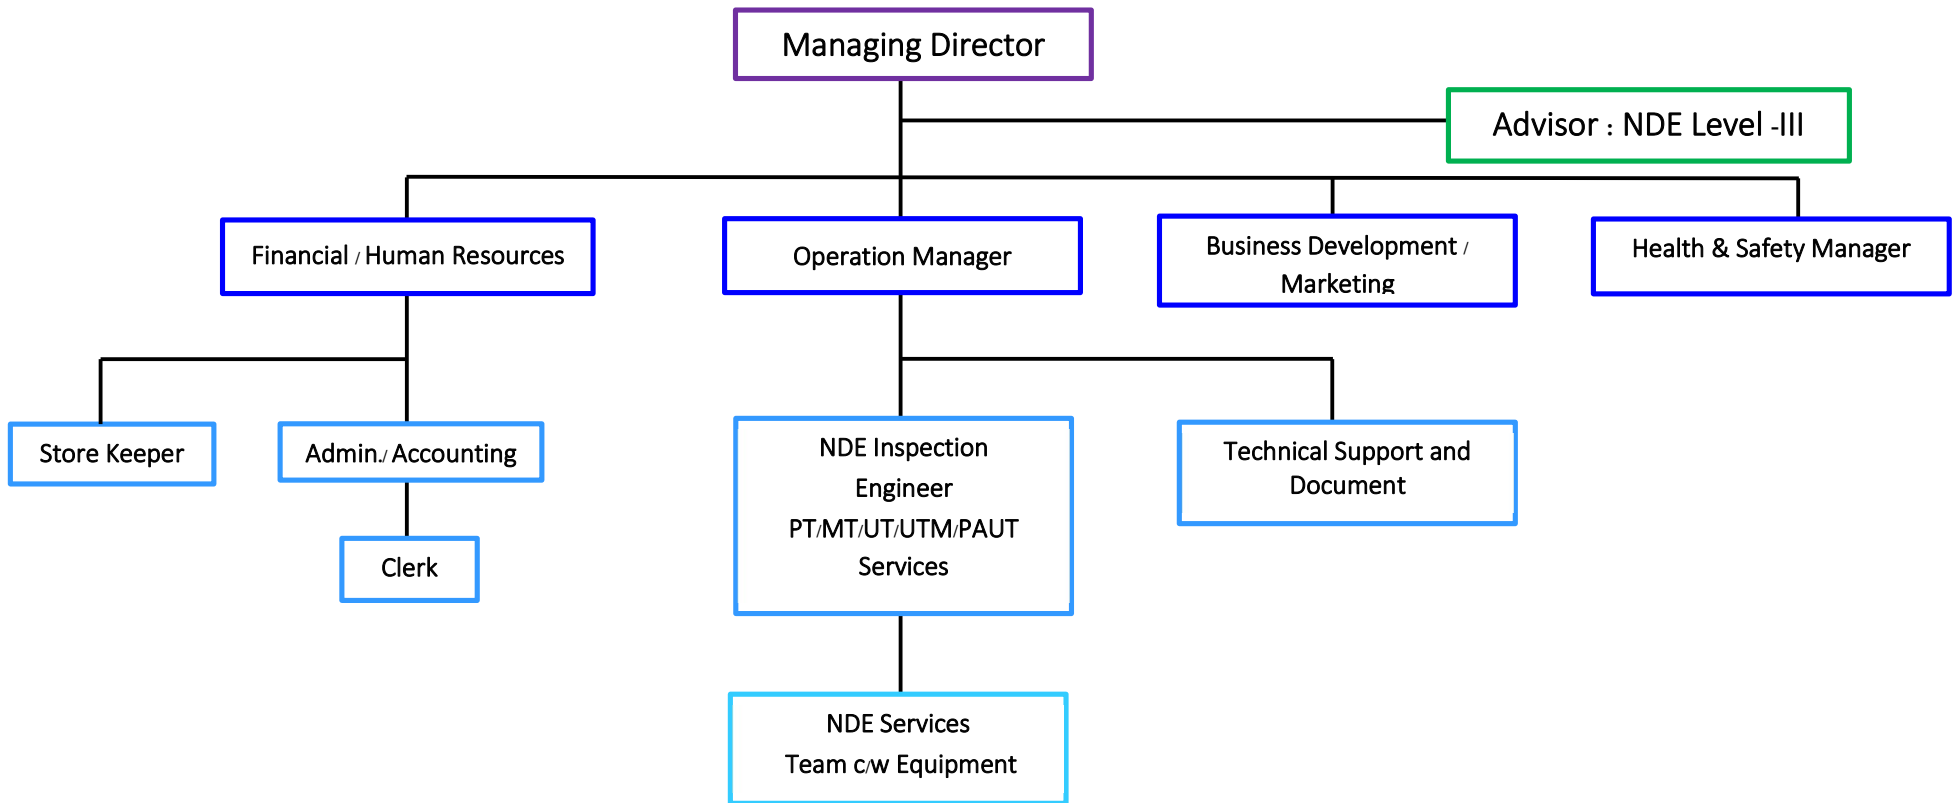 Managing Director
Advisor : NDE Level -III
Financial / Human Resources
Operation Manager
Business Development /
Marketing
Health & Safety Manager
Store Keeper
Admin./ Accounting
NDE Inspection
Engineer
PT/MT/UT/UTM/PAUT
Services
Technical Support and
Document
Clerk
NDE Services
Team c/w Equipment